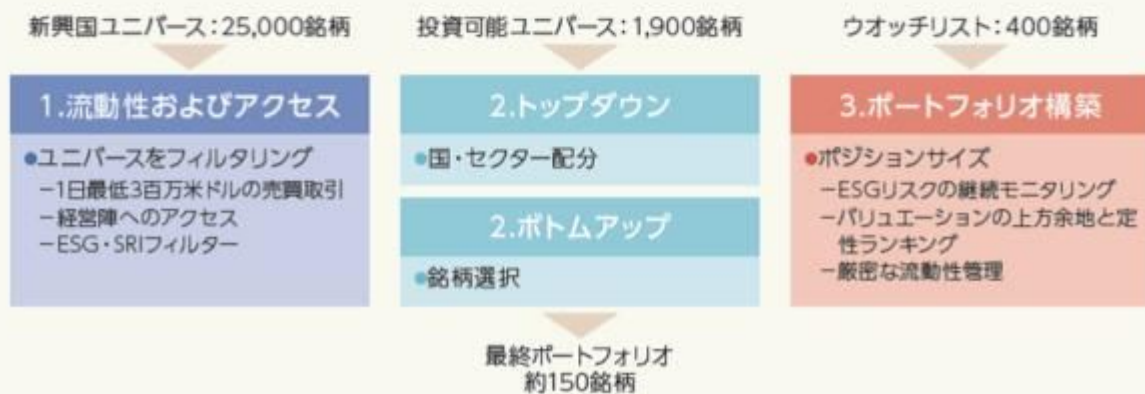 新興国ユニバース:25,000銘柄
1.流動性およびアクセス
●ユニバースをフィルタリング
−1日最低3百万米ドルの売買取引
−経営陣へのアクセス
−ESG・SRIフィルター
投資可能ユニバース:1,900銘柄
2.トップダウン
●国・セクター配分
2.ボトムアップ
●銘柄選択
最終ポートフォリオ
約150銘柄
ウオッチリスト:400銘柄
3.ポートフォリオ構築
●ポジションサイズ
−ESGリスクの継続モニタリング
−バリュエーションの上方余地と定
性ランキング
−厳密な流動性管理